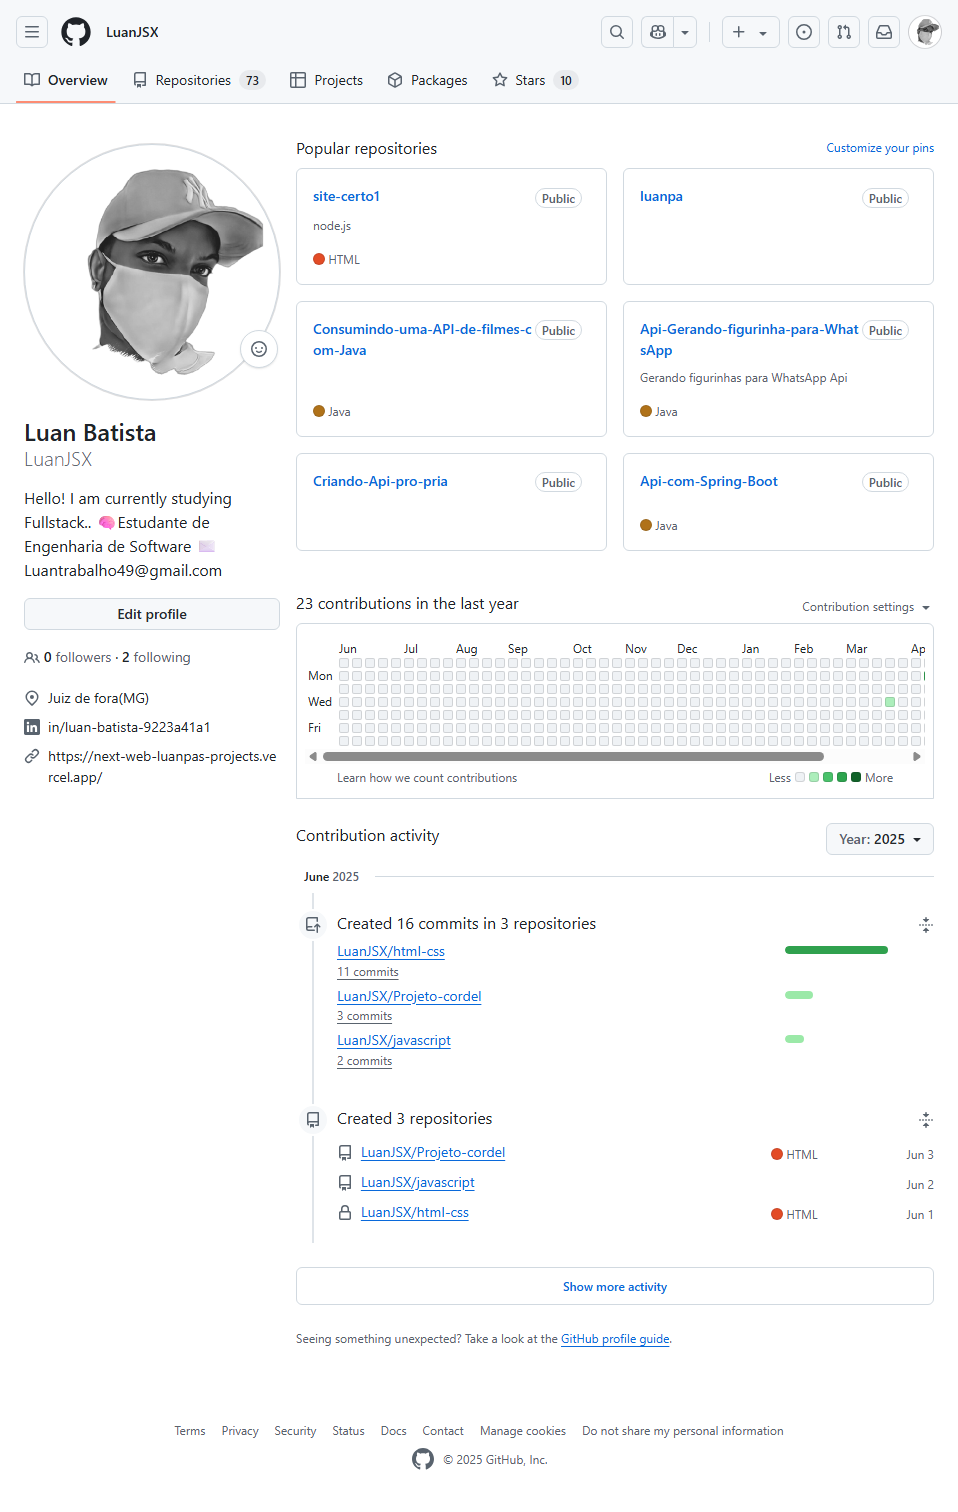 LuanJSX
Overview
Repositories 73
Projects
Packages
Stars 10
Luan Batista
LuanJSX
Hello! I am currently studying
Fullstack.. 🧠Estudante de
Engenharia de Software ✉️
Luantrabalho49@gmail.com
Edit profile
0 followers · 2 following
Juiz de fora(MG)
in/luan-batista-9223a41a1
https://next-web-luanpas-projects.ve
rcel.app/
Popular repositories
Customize your pins
site-certo1
Public
node.js
HTML
luanpa
Public
Consumindo-uma-API-de-filmes-c
om-Java
Public
Java
Api-Gerando-figurinha-para-What
sApp
Public
Gerando figurinhas para WhatsApp Api
Java
Criando-Api-pro-pria
Public
Api-com-Spring-Boot
Public
Java
23 contributions in the last year
Contribution settings
Jun Jul Aug Sep Oct Nov Dec Jan Feb Mar Ap
Mon
Wed
Fri
Learn how we count contributions
Less More
Contribution activity
Year: 2025
June 2025
Created 16 commits in 3 repositories
LuanJSX/html-css
11 commits
LuanJSX/Projeto-cordel
3 commits
LuanJSX/javascript
2 commits
Created 3 repositories
LuanJSX/Projeto-cordel HTML Jun 3
LuanJSX/javascript Jun 2
LuanJSX/html-css HTML Jun 1
Show more activity
Seeing something unexpected? Take a look at the GitHub profile guide.
Terms Privacy Security Status Docs Contact Manage cookies Do not share my personal information
© 2025 GitHub, Inc.